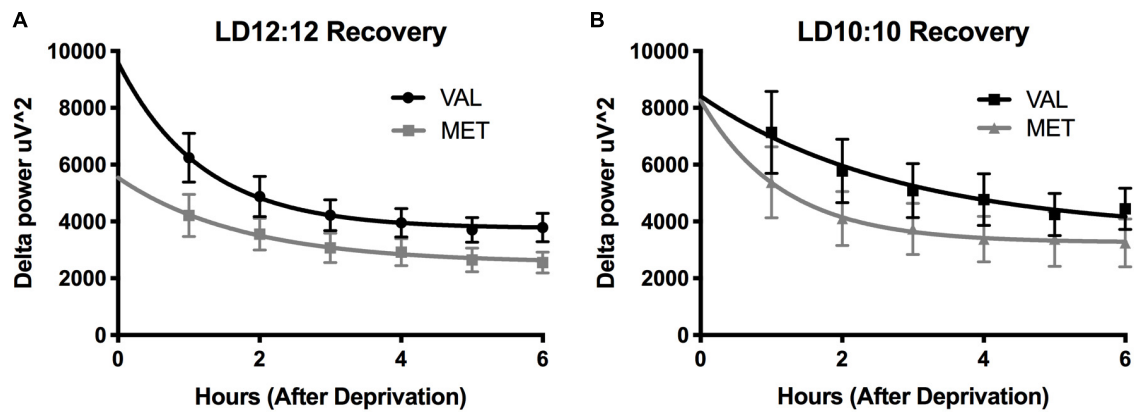 A
LD12:12 Recovery
10000
8000
6000
4000
2000
0
Delta power uV^2
VAL
MET
0 2 4 6
Hours (After Deprivation)
B
LD10:10 Recovery
10000
8000
6000
4000
2000
0
Delta power uV^2
VAL
MET
0 2 4 6
Hours (After Deprivation)